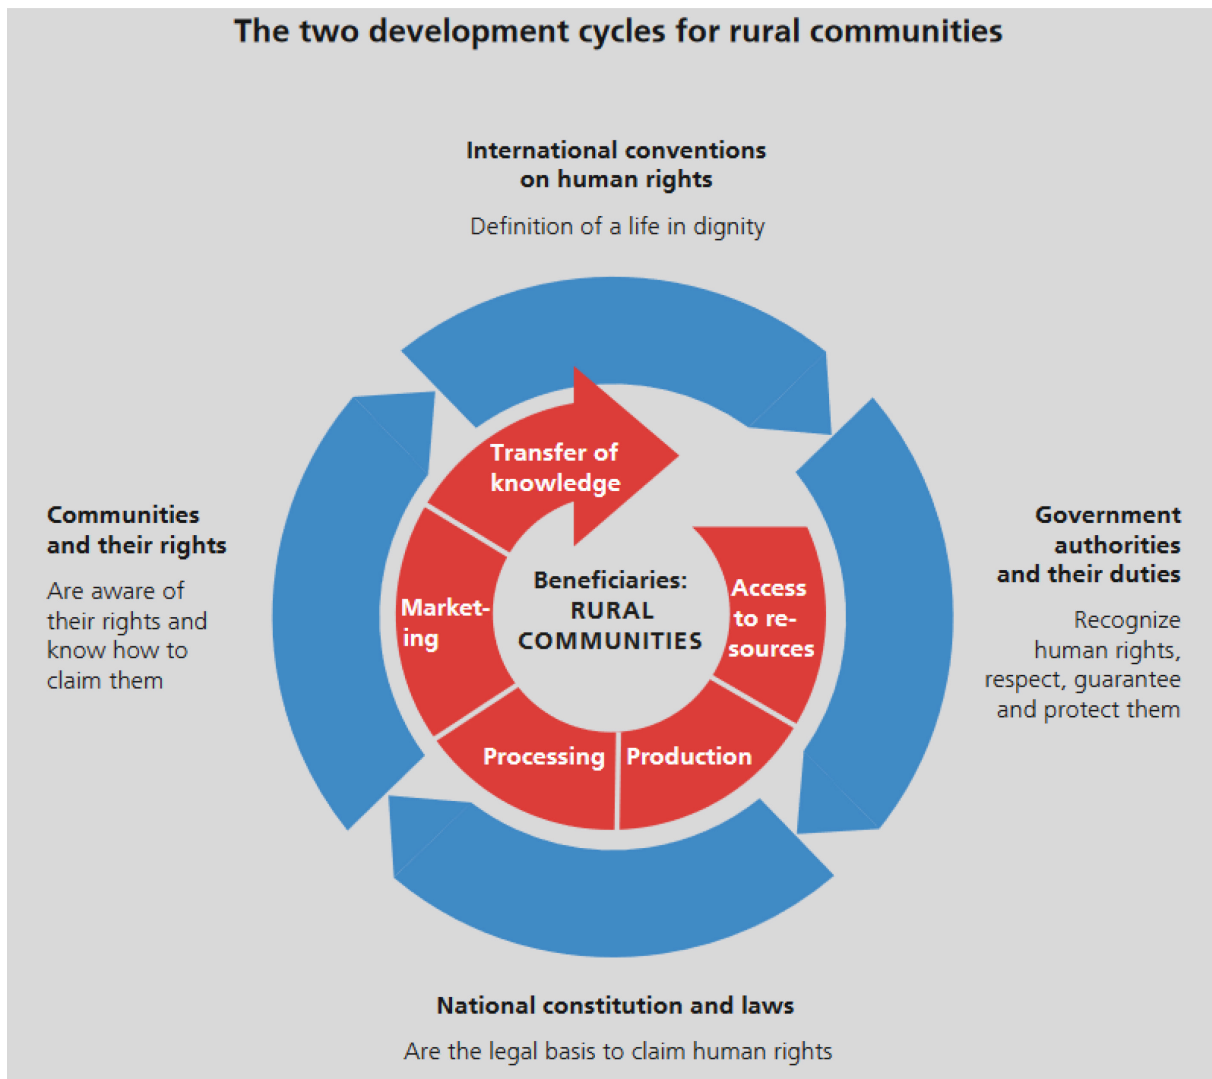 The two development cycles for rural communities
International conventions
on human rights
Definition of a life in dignity
Transfer of
knowledge
Communities
and their rights
Are aware of
their rights and
know how to
claim them
Market-
ing
Beneficiaries:
RURAL
COMMUNITIES
Access
to re-
sources
Government
authorities
and their duties
Recognize
human rights,
respect, guarantee
and protect them
Processing
Production
National constitution and laws
Are the legal basis to claim human rights